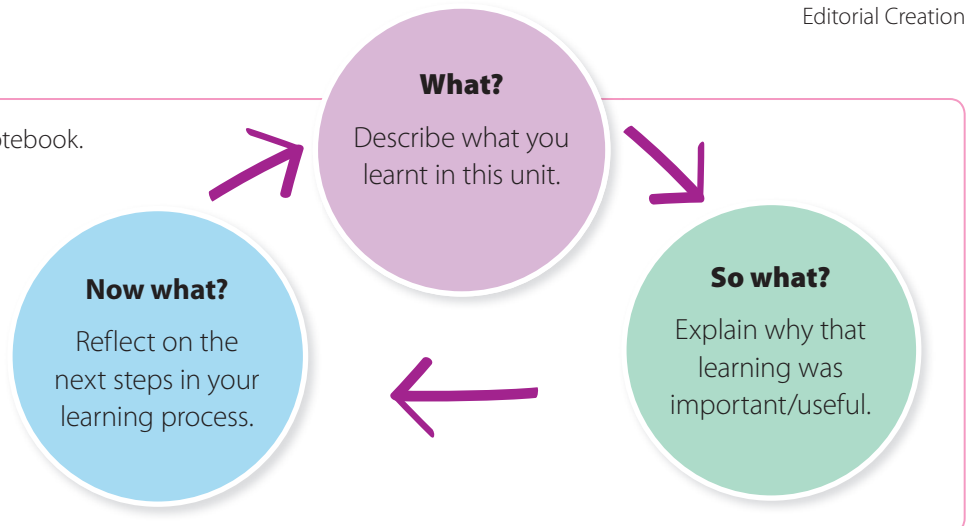 Editorial Creation
What?
Describe what you
learnt in this unit.
Now what?
Reflect on the
next steps in your
learning process.
So what?
Explain why that
learning was
important/useful.